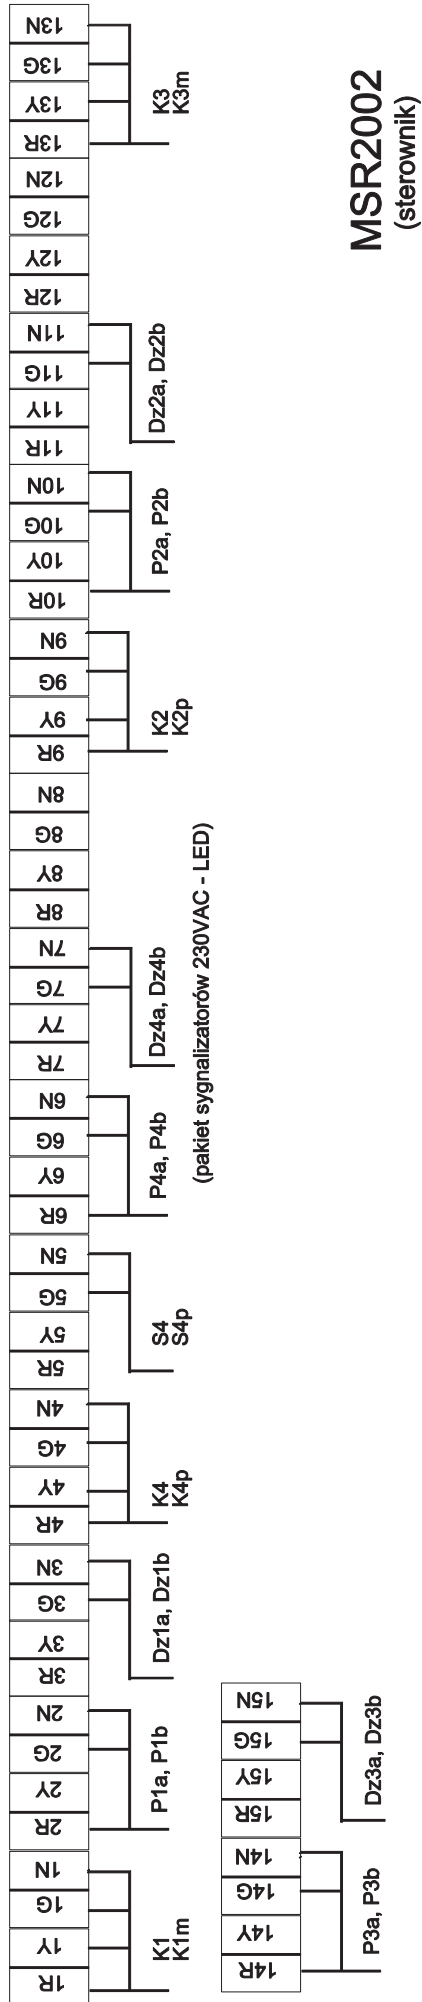 MSR2002
(sterownik)
1R
1Y
1G
1N
2R
2Y
2G
2N
3R
3Y
3G
3N
4R
4Y
4G
4N
5R
5Y
5G
5N
6R
6Y
6G
6N
7R
7Y
7G
7N
8R
8Y
8G
8N
9R
9Y
9G
9N
10R
10Y
10G
10N
11R
11Y
11G
11N
12R
12Y
12G
12N
13R
13Y
13G
13N
K1
K1m
P1a, P1b
Dz1a, Dz1b
K4
K4p
S4
S4p
P4a, P4b
Dz4a, Dz4b
K2
K2p
P2a, P2b
Dz2a, Dz2b
K3
K3m
(pakiet sygnalizatorów 230VAC - LED)
14R
14Y
14G
14N
15R
15Y
15G
15N
P3a, P3b
Dz3a, Dz3b